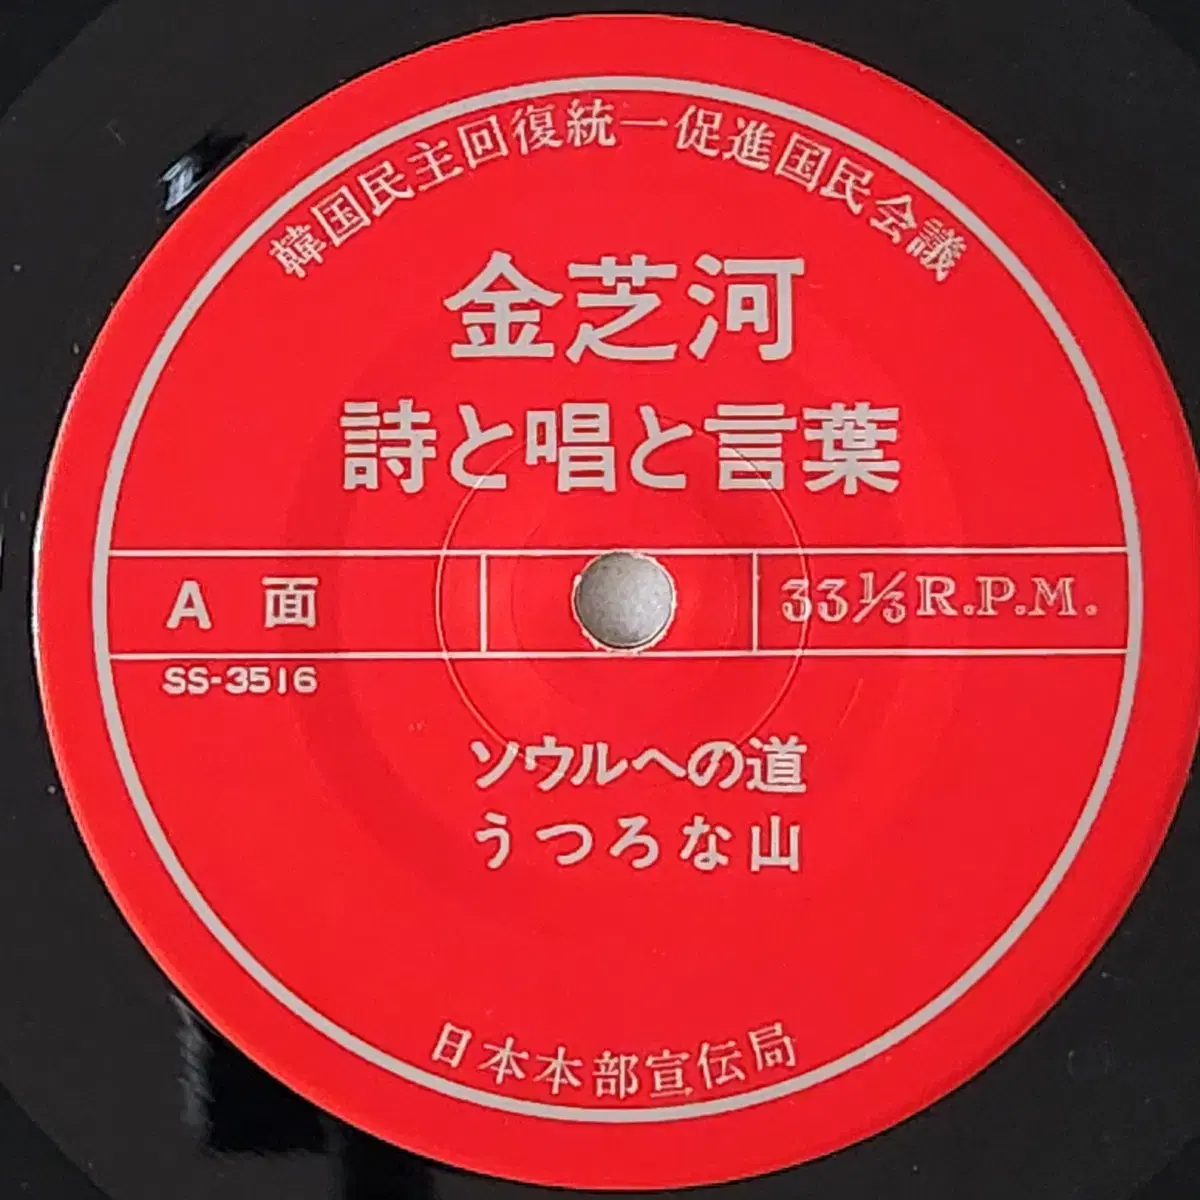 韓国民主回復統一促進国民会議
金芝河
詩と唱と言葉
A 面
33⅓ R.P.M.
SS-3516
ソウルへの道
うつろな山
日本本部宣伝局